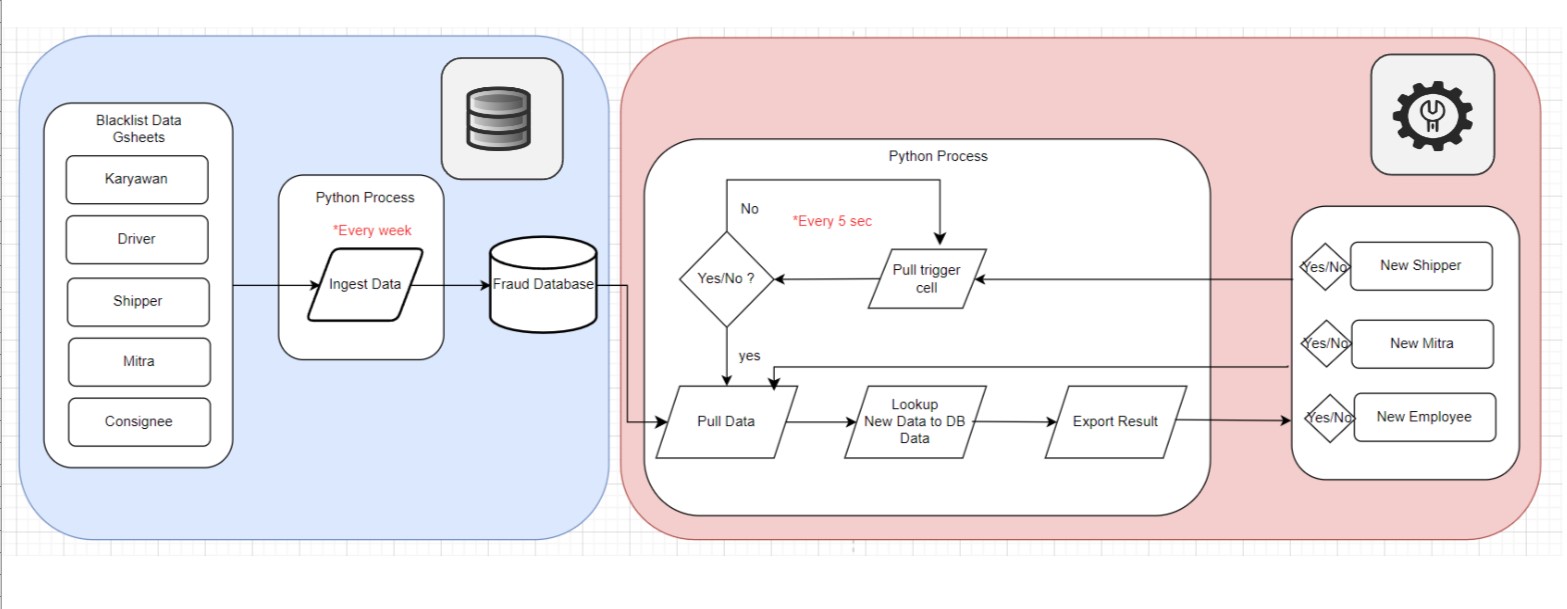 Blacklist Data
Gsheets
Karyawan
Driver
Shipper
Mitra
Consignee
Python Process
*Every week
Ingest Data
Fraud Database
Python Process
No
*Every 5 sec
Yes/No ?
Pull trigger
cell
yes
Pull Data
Lookup
New Data to DB
Data
Export Result
Yes/No
New Shipper
Yes/No
New Mitra
Yes/No
New Employee